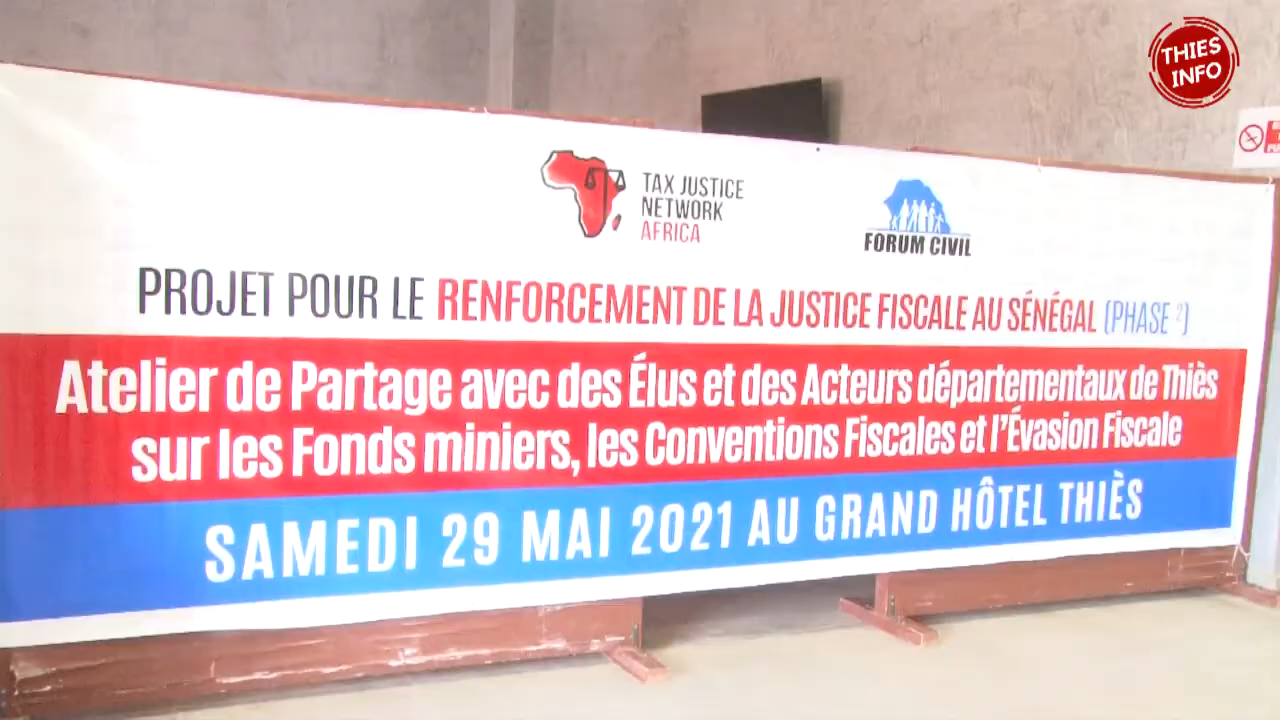 THIES
INFO
TAX JUSTICE
NETWORK
AFRICA
FORUM CIVIL
PROJET POUR LE RENFORCEMENT DE LA JUSTICE FISCALE AU SÉNÉGAL (PHASE 2)
Atelier de Partage avec des Élus et des Acteurs départementaux de Thiès
sur les Fonds miniers, les Conventions Fiscales et l'Évasion Fiscale
SAMEDI 29 MAI 2021 AU GRAND HÔTEL THIÈS